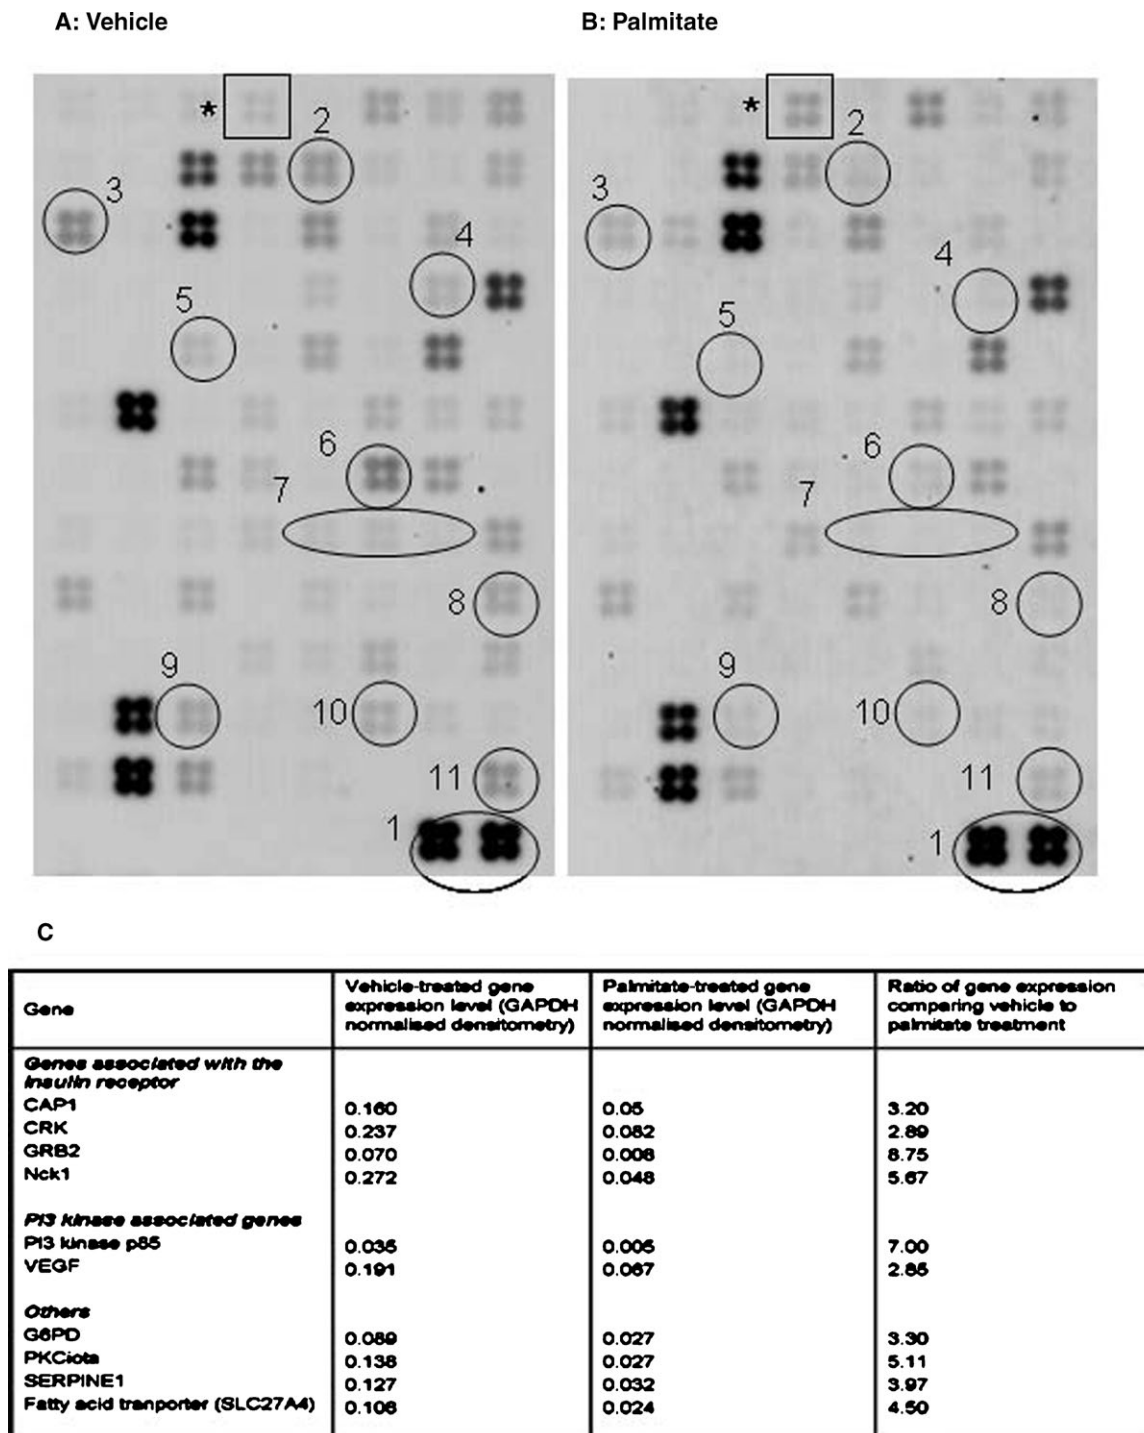 A: Vehicle
B: Palmitate
*
2
3
4
5
6
7
8
9
10
11
1
*
2
3
4
5
6
7
8
9
10
11
1
C
Gene
Vehicle-treated gene
expression level (GAPDH
normalised densitometry)
Palmitate-treated gene
expression level (GAPDH
normalised densitometry)
Ratio of gene expression
comparing vehicle to
palmitate treatment
Genes associated with the
insulin receptor
CAP1 0.160 0.05 3.20
CRK 0.237 0.082 2.89
GRB2 0.070 0.008 8.75
Nck1 0.272 0.048 5.67
PI3 kinase associated genes
PI3 kinase p85 0.035 0.005 7.00
VEGF 0.191 0.067 2.85
Others
G6PD 0.089 0.027 3.30
PKCiota 0.138 0.027 5.11
SERPINE1 0.127 0.032 3.97
Fatty acid tranporter (SLC27A4) 0.108 0.024 4.50